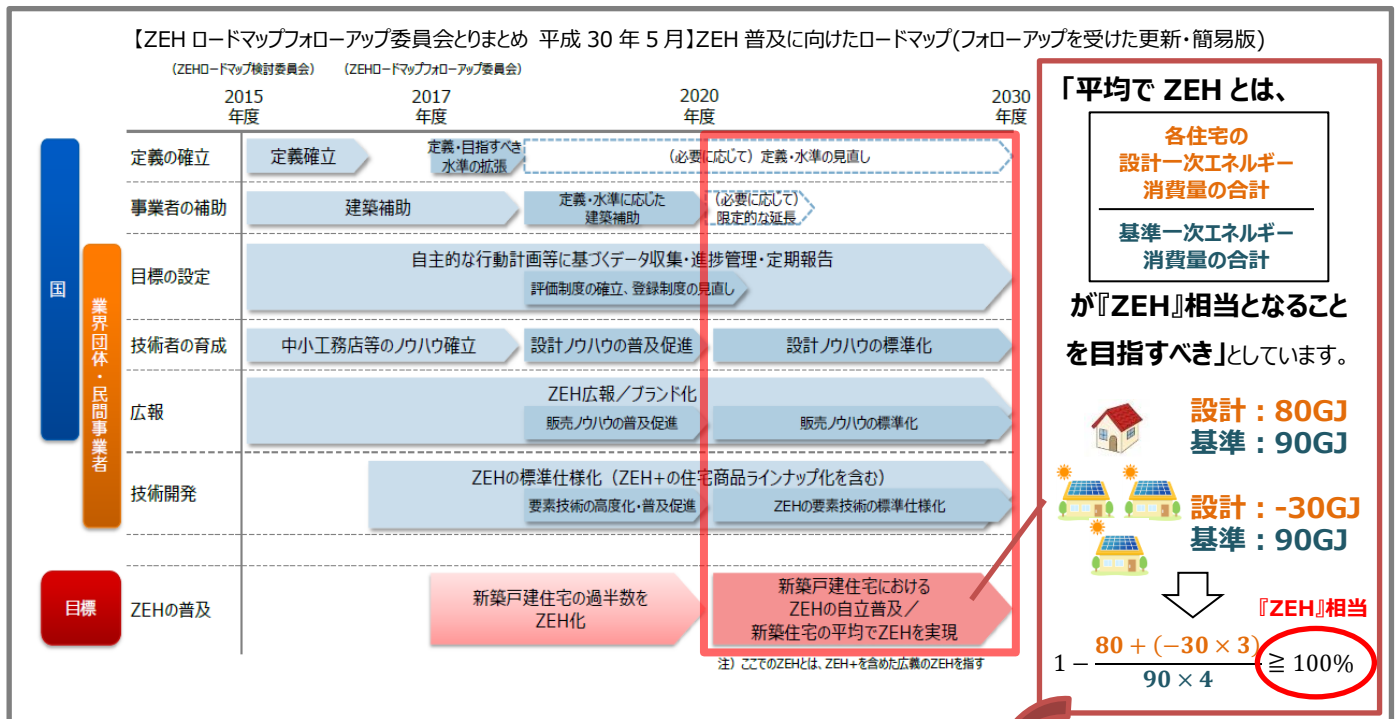 【ZEH ロードマップフォローアップ委員会とりまとめ 平成 30 年 5 月】ZEH 普及に向けたロードマップ(フォローアップを受けた更新・簡易版)
(ZEHロードマップ検討委員会)
(ZEHロードマップフォローアップ委員会)
2015
年度
2017
年度
2020
年度
2030
年度
国
業界団体・民間事業者
定義の確立
定義確立
定義・目指すべき
水準の拡張
(必要に応じて) 定義・水準の見直し
事業者の補助
建築補助
定義・水準に応じた
建築補助
(必要に応じて)
限定的な延長
目標の設定
自主的な行動計画等に基づくデータ収集・進捗管理・定期報告
評価制度の確立、登録制度の見直し
技術者の育成
中小工務店等のノウハウ確立
設計ノウハウの普及促進
設計ノウハウの標準化
広報
ZEH広報/ブランド化
販売ノウハウの普及促進
販売ノウハウの標準化
技術開発
ZEHの標準仕様化(ZEH+の住宅商品ラインナップ化を含む)
要素技術の高度化・普及促進
ZEHの要素技術の標準仕様化
目標
ZEHの普及
新築戸建住宅の過半数を
ZEH化
新築戸建住宅における
ZEHの自立普及/
新築住宅の平均でZEHを実現
注) ここでのZEHとは、ZEH+を含めた広義のZEHを指す
「平均で ZEH とは、
各住宅の
設計一次エネルギー
消費量の合計
基準一次エネルギー
消費量の合計
が『ZEH』相当となること
を目指すべき」としています。
設計:80GJ
基準:90GJ
設計:-30GJ
基準:90GJ
『ZEH』相当
80 + (−30 × 3)
1 − ≧ 100%
90 × 4